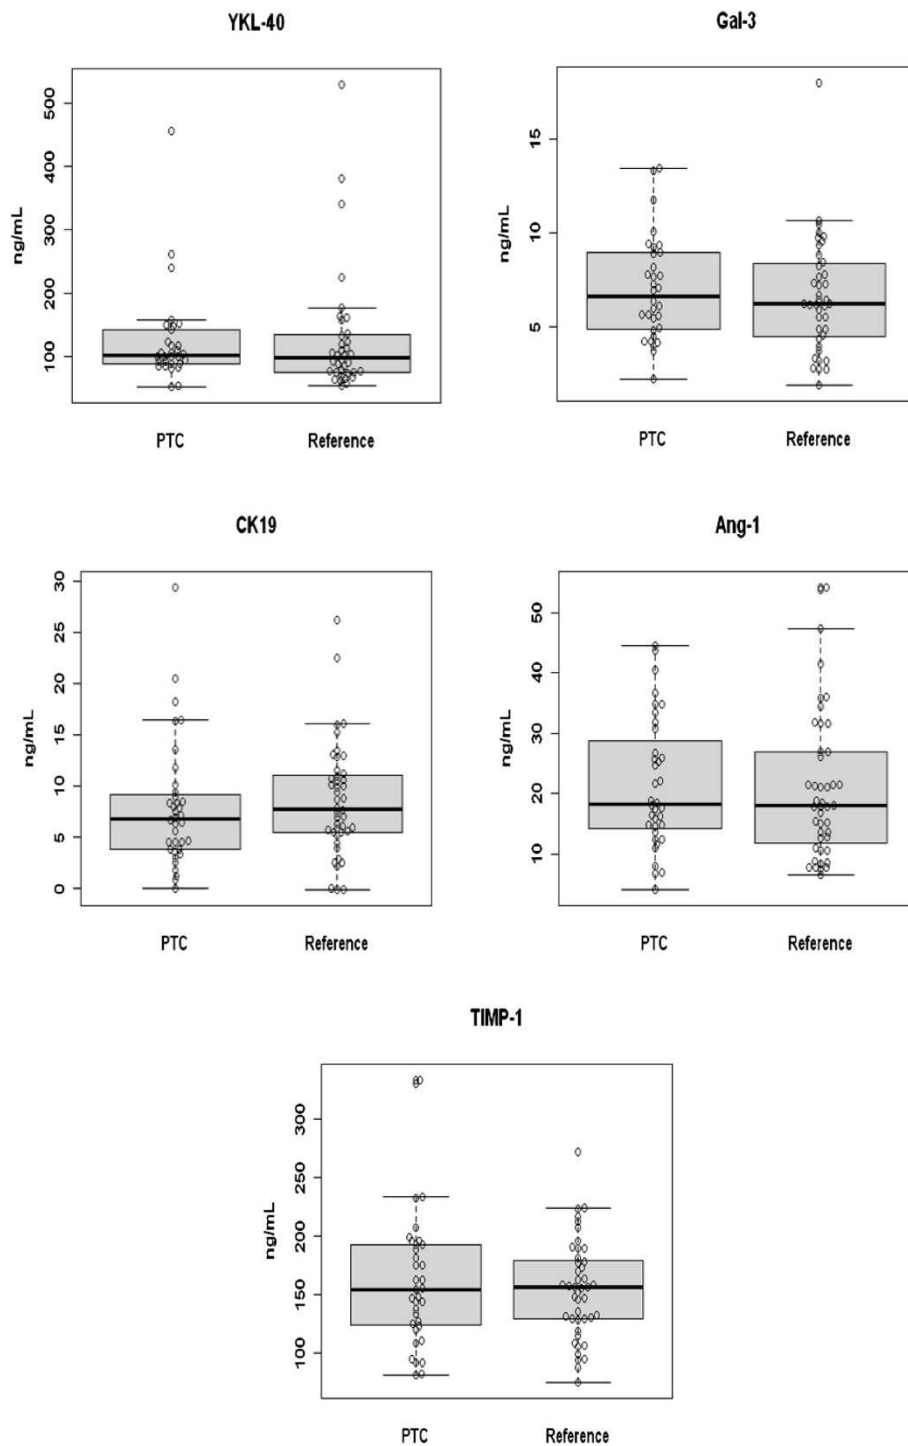 YKL-40
500
400
300
200
100
ng/mL
PTC
Reference
Gal-3
15
10
5
ng/mL
PTC
Reference
CK19
30
25
20
15
10
5
0
ng/mL
PTC
Reference
Ang-1
50
40
30
20
10
ng/mL
PTC
Reference
TIMP-1
300
250
200
150
100
ng/mL
PTC
Reference